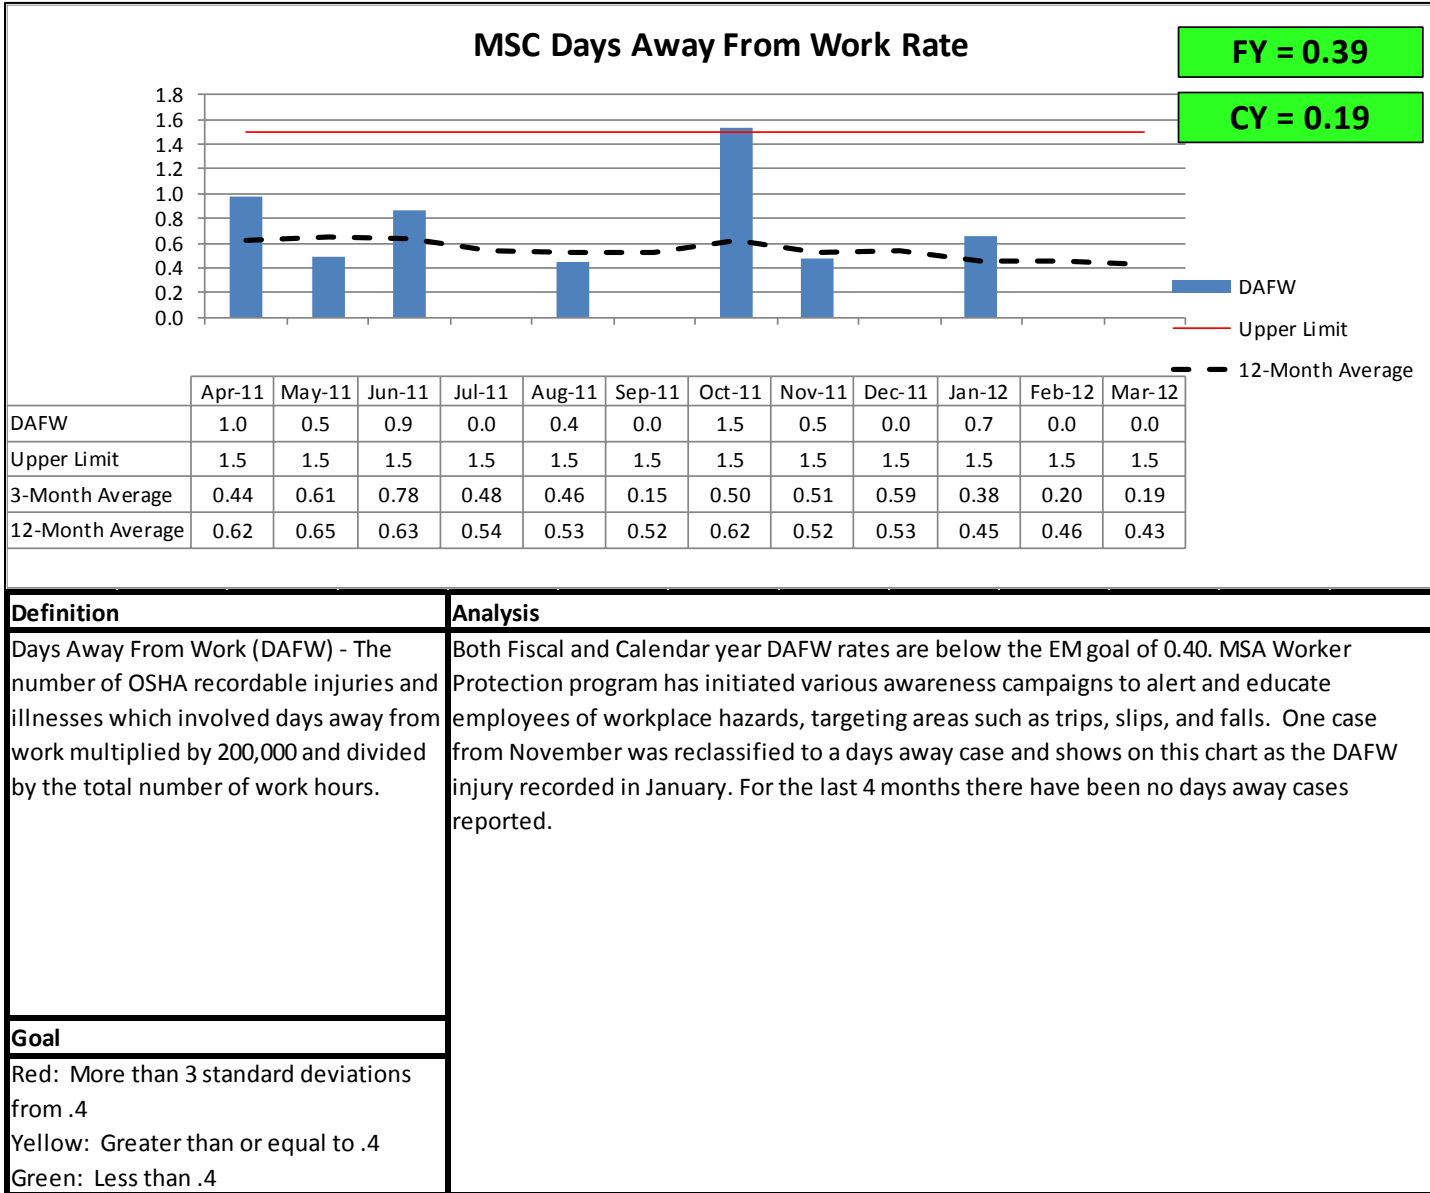 MSC Days Away From Work Rate
FY = 0.39
CY = 0.19
1.8
1.6
1.4
1.2
1.0
0.8
0.6
0.4
0.2
0.0
DAFW
Upper Limit
12-Month Average
Apr-11 May-11 Jun-11 Jul-11 Aug-11 Sep-11 Oct-11 Nov-11 Dec-11 Jan-12 Feb-12 Mar-12
DAFW 1.0 0.5 0.9 0.0 0.4 0.0 1.5 0.5 0.0 0.7 0.0 0.0
Upper Limit 1.5 1.5 1.5 1.5 1.5 1.5 1.5 1.5 1.5 1.5 1.5 1.5
3-Month Average 0.44 0.61 0.78 0.48 0.46 0.15 0.50 0.51 0.59 0.38 0.20 0.19
12-Month Average 0.62 0.65 0.63 0.54 0.53 0.52 0.62 0.52 0.53 0.45 0.46 0.43
Definition
Days Away From Work (DAFW) - The
number of OSHA recordable injuries and
illnesses which involved days away from
work multiplied by 200,000 and divided
by the total number of work hours.
Goal
Red: More than 3 standard deviations
from .4
Yellow: Greater than or equal to .4
Green: Less than .4
Analysis
Both Fiscal and Calendar year DAFW rates are below the EM goal of 0.40. MSA Worker
Protection program has initiated various awareness campaigns to alert and educate
employees of workplace hazards, targeting areas such as trips, slips, and falls. One case
from November was reclassified to a days away case and shows on this chart as the DAFW
injury recorded in January. For the last 4 months there have been no days away cases
reported.